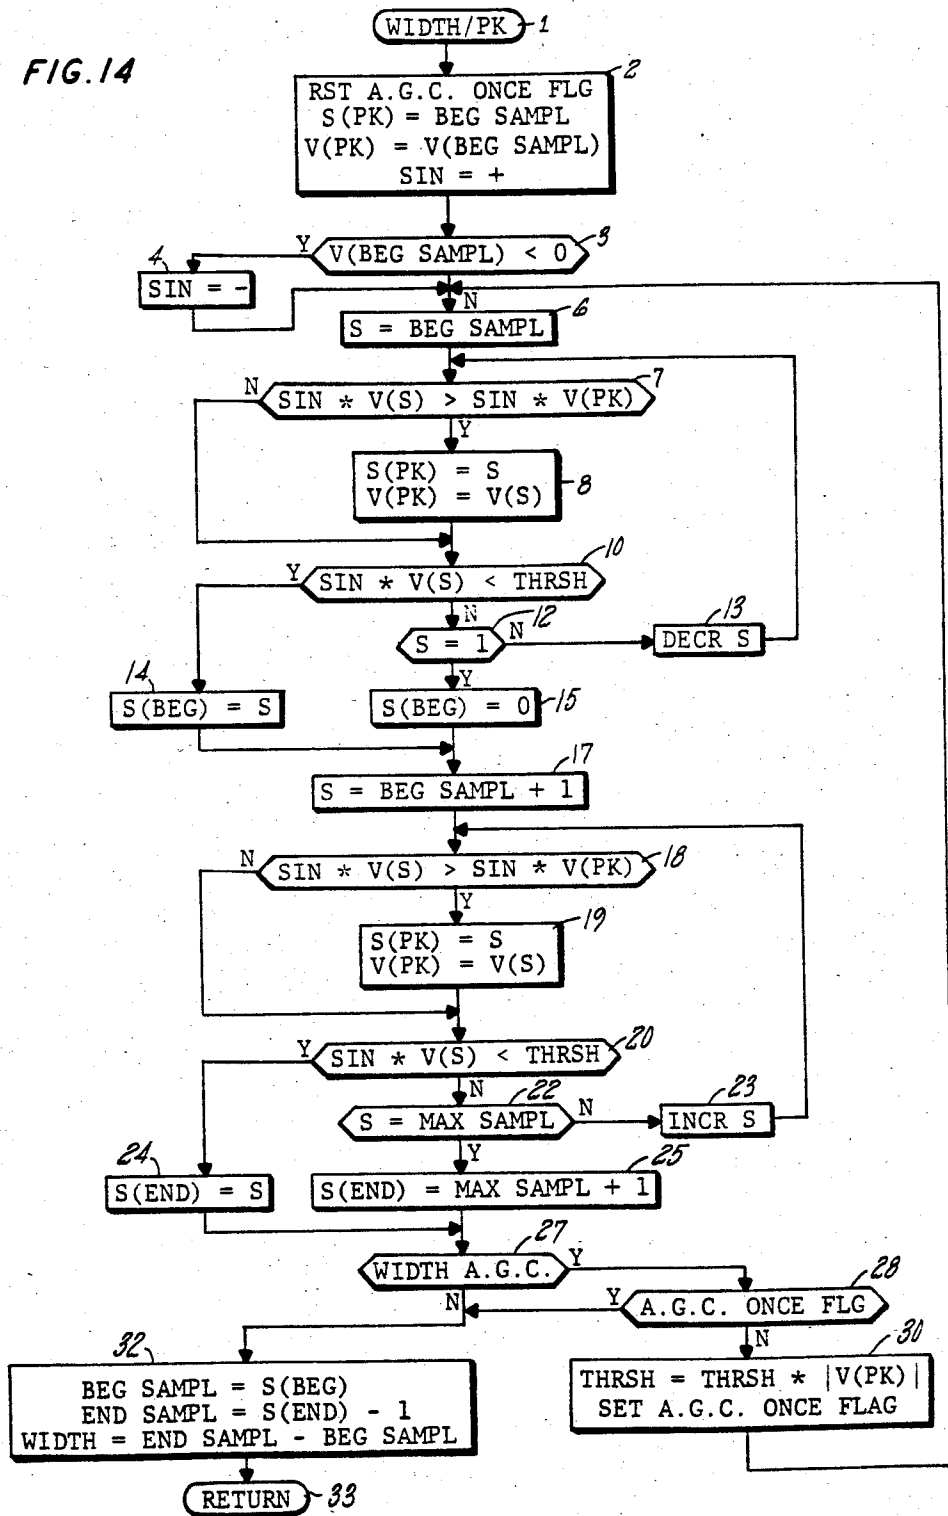 WIDTH/PK 1
FIG.14
2
RST A.G.C. ONCE FLG
S(PK) = BEG SAMPL
V(PK) = V(BEG SAMPL)
SIN = +
Y V(BEG SAMPL) < 0 3
4
SIN = -
N
6
S = BEG SAMPL
7
N SIN * V(S) > SIN * V(PK)
Y
S(PK) = S
V(PK) = V(S)
8
10
Y SIN * V(S) < THRSH
N
12
13
S = 1 N DECR S
Y
14
S(BEG) = S S(BEG) = 0 15
17
S = BEG SAMPL + 1
N SIN * V(S) > SIN * V(PK) 18
Y
19
S(PK) = S
V(PK) = V(S)
Y SIN * V(S) < THRSH 20
N
22
23
S = MAX SAMPL N INCR S
Y
24
25
S(END) = S S(END) = MAX SAMPL + 1
27
WIDTH A.G.C. Y
28
N Y A.G.C. ONCE FLG
N
32
30
THRSH = THRSH * |V(PK)|
SET A.G.C. ONCE FLAG
BEG SAMPL = S(BEG)
END SAMPL = S(END) - 1
WIDTH = END SAMPL - BEG SAMPL
RETURN 33